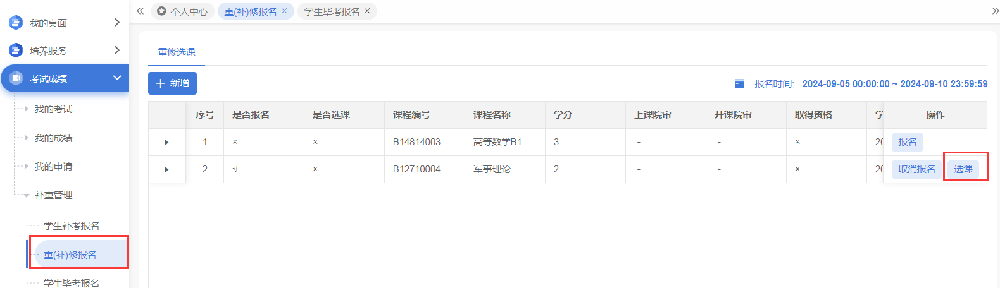 我的桌面
培养服务
考试成绩
我的考试
我的成绩
我的申请
补重管理
学生补考报名
重(补)修报名
学生毕考报名
个人中心 重(补)修报名 × 学生毕考报名 ×
重修选课
新增
报名时间: 2024-09-05 00:00:00 ~ 2024-09-10 23:59:59
序号 是否报名 是否选课 课程编号 课程名称 学分 上课院审 开课院审 取得资格 学 操作
1 × × B14814003 高等数学B1 3 - - × 20 报名
2 √ × B12710004 军事理论 2 - - × 20 取消报名 选课